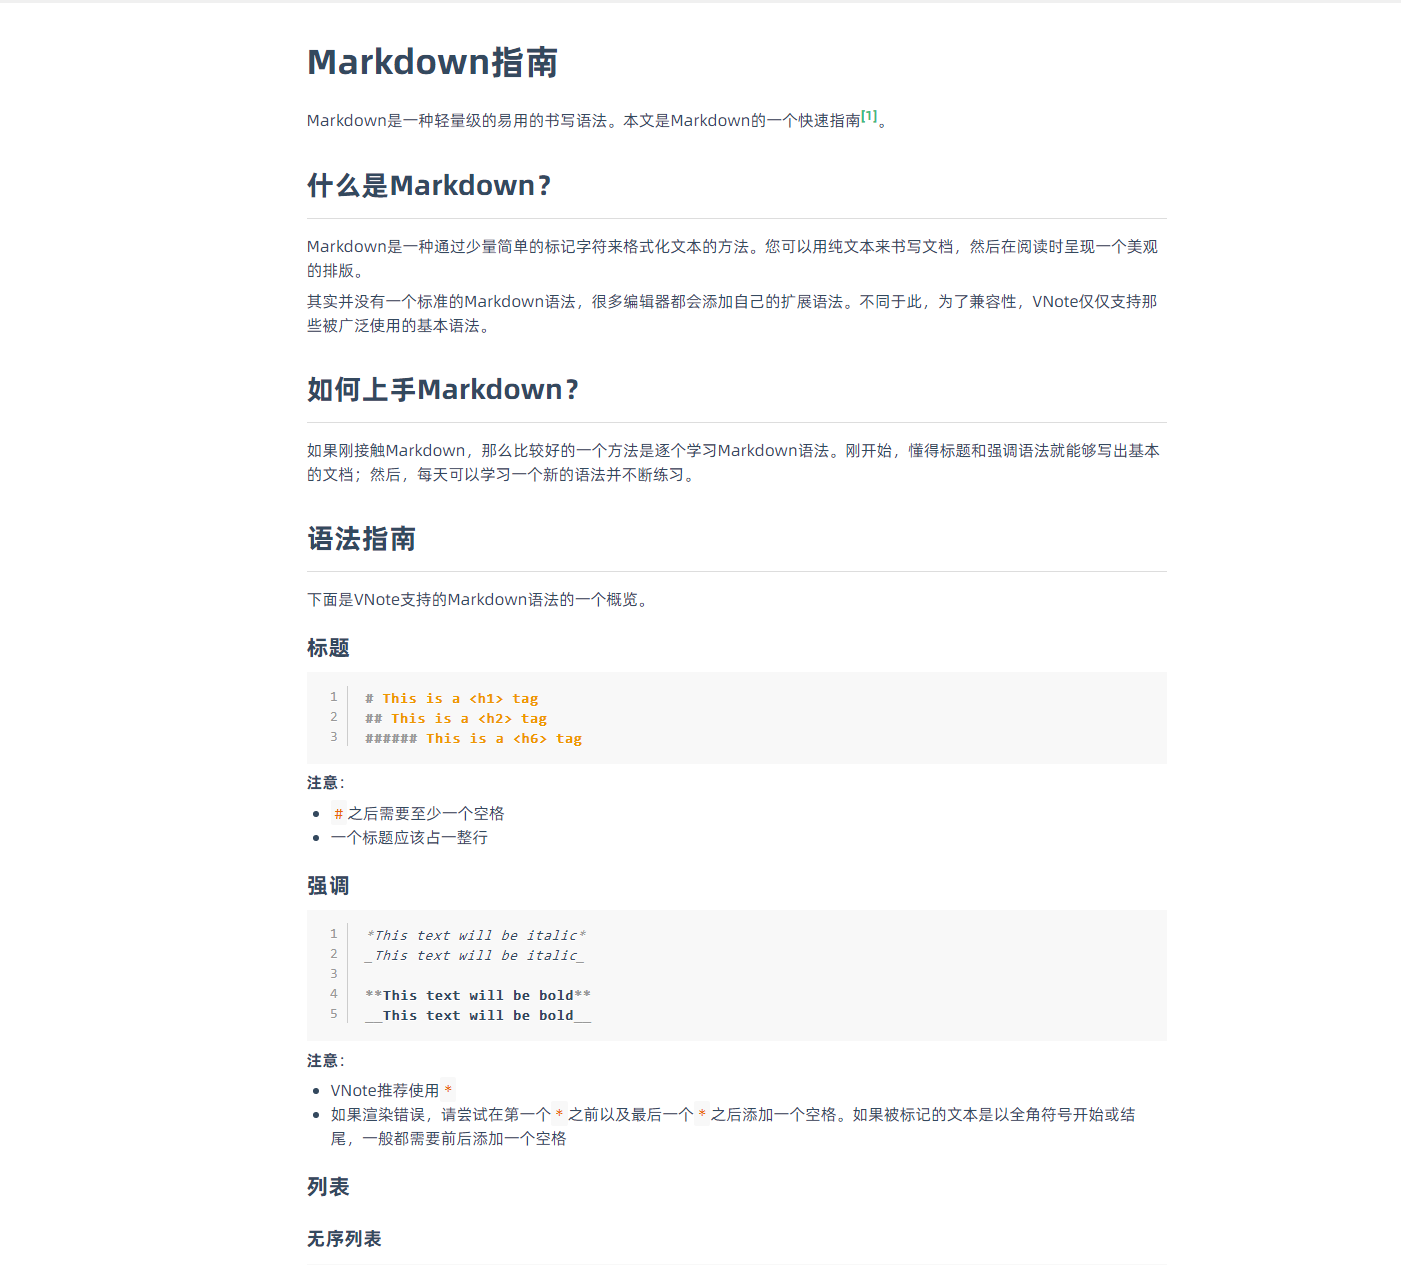 Markdown指南
Markdown是一种轻量级的易用的书写语法。本文是Markdown的一个快速指南[1]。
什么是Markdown？
Markdown是一种通过少量简单的标记字符来格式化文本的方法。您可以用纯文本来书写文档，然后在阅读时呈现一个美观
的排版。
其实并没有一个标准的Markdown语法，很多编辑器都会添加自己的扩展语法。不同于此，为了兼容性，VNote仅仅支持那
些被广泛使用的基本语法。
如何上手Markdown？
如果刚接触Markdown，那么比较好的一个方法是逐个学习Markdown语法。刚开始，懂得标题和强调语法就能够写出基本
的文档；然后，每天可以学习一个新的语法并不断练习。
语法指南
下面是VNote支持的Markdown语法的一个概览。
标题
1 # This is a <h1> tag
2 ## This is a <h2> tag
3 ###### This is a <h6> tag
注意：
• # 之后需要至少一个空格
• 一个标题应该占一整行
强调
1 *This text will be italic*
2 _This text will be italic_
3
4 **This text will be bold**
5 __This text will be bold__
注意：
• VNote推荐使用 *
• 如果渲染错误，请尝试在第一个 * 之前以及最后一个 * 之后添加一个空格。如果被标记的文本是以全角符号开始或结
尾，一般都需要前后添加一个空格
列表
无序列表